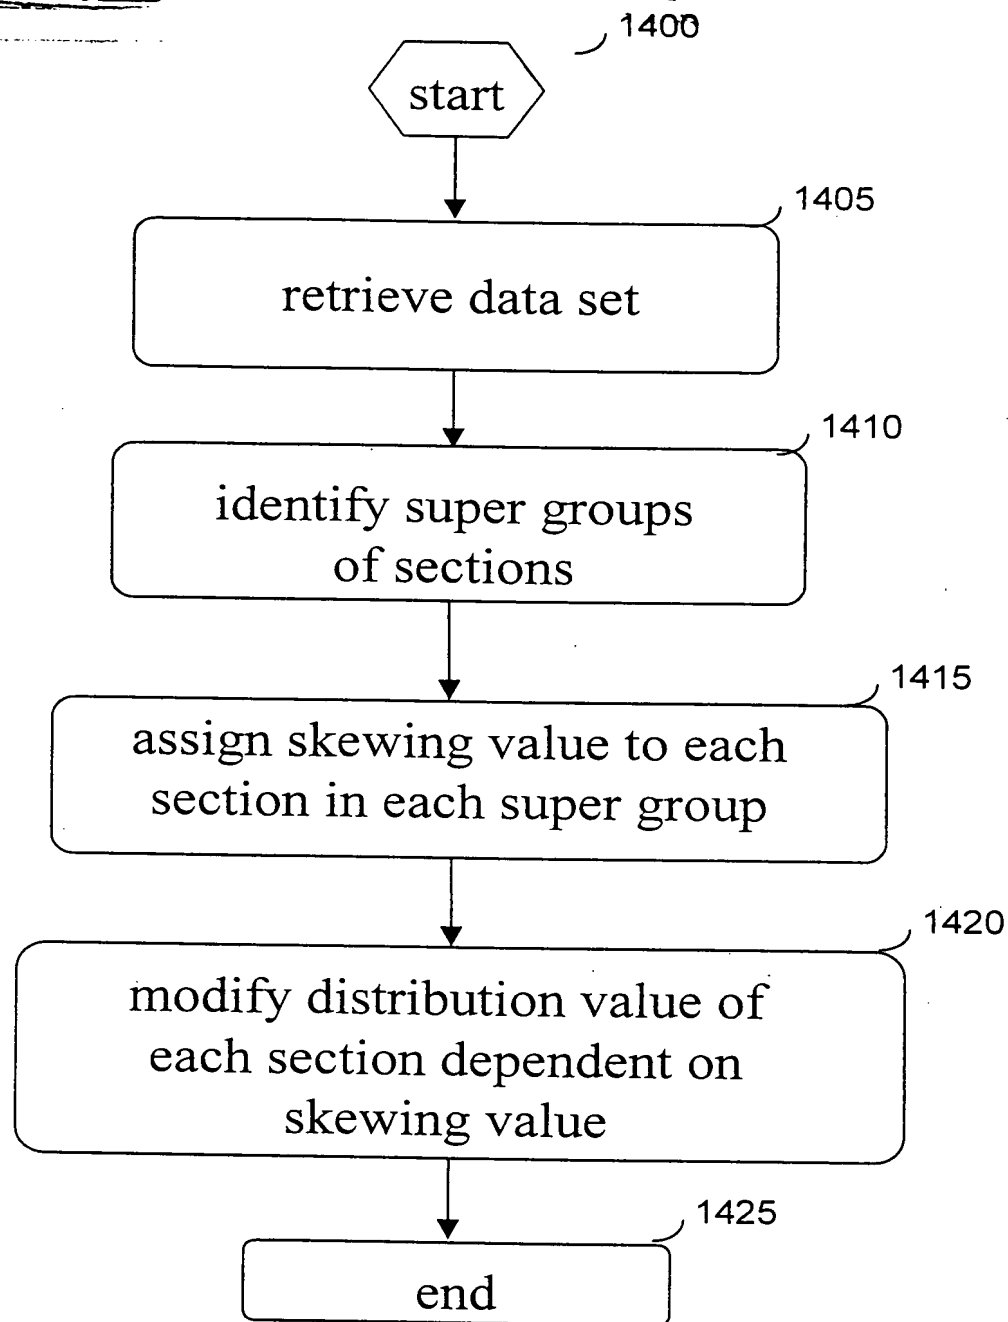 1400
start
1405
retrieve data set
1410
identify super groups
of sections
1415
assign skewing value to each
section in each super group
1420
modify distribution value of
each section dependent on
skewing value
1425
end